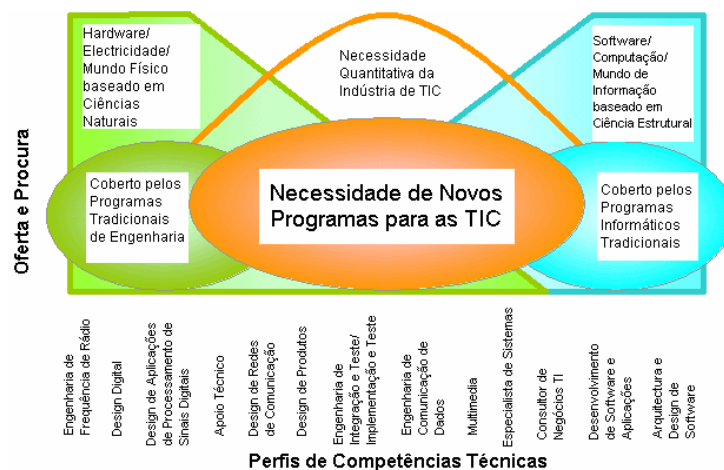 Hardware/
Electricidade/
Mundo Físico
baseado em
Ciências
Naturais
Necessidade
Quantitativa da
Indústria de TIC
Software/
Computação/
Mundo de
Informação
baseado em
Ciência Estrutural
Coberto pelos
Programas
Tradicionais
de Engenharia
Necessidade de Novos
Programas para as TIC
Coberto pelos
Programas
Informáticos
Tradicionais
Oferta e Procura
Engenharia de
Frequência de Rádio
Design Digital
Design de Aplicações
de Processamento de
Sinais Digitais
Apoio Técnico
Design de Redes
de Comunicação
Design de Produtos
Engenharia de
Integração e Teste/
Implementação e Teste
Engenharia de
Comunicação de
Dados
Multimedia
Especialista de Sistemas
Consultor de
Negócios TI
Desenvolvimento
de Software e
Aplicações
Arquitectura e
Design de
Software
Perfis de Competências Técnicas